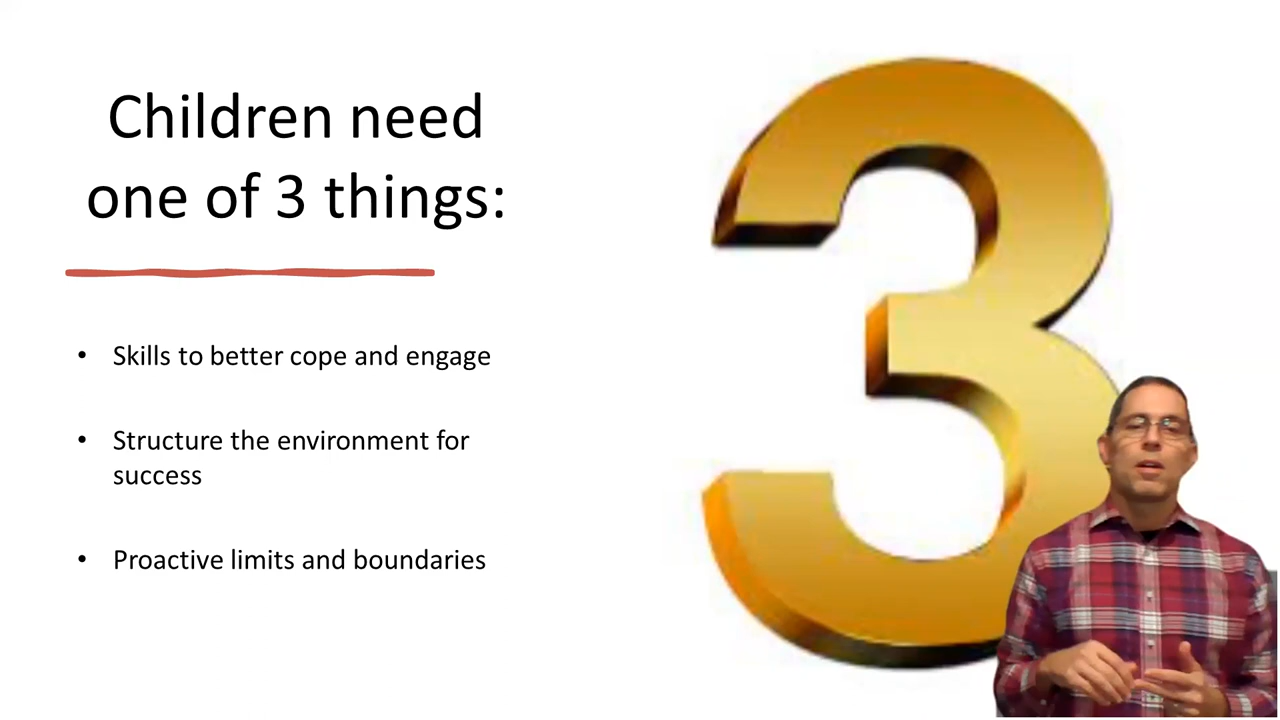 Children need
one of 3 things:
• Skills to better cope and engage
• Structure the environment for
success
• Proactive limits and boundaries
3